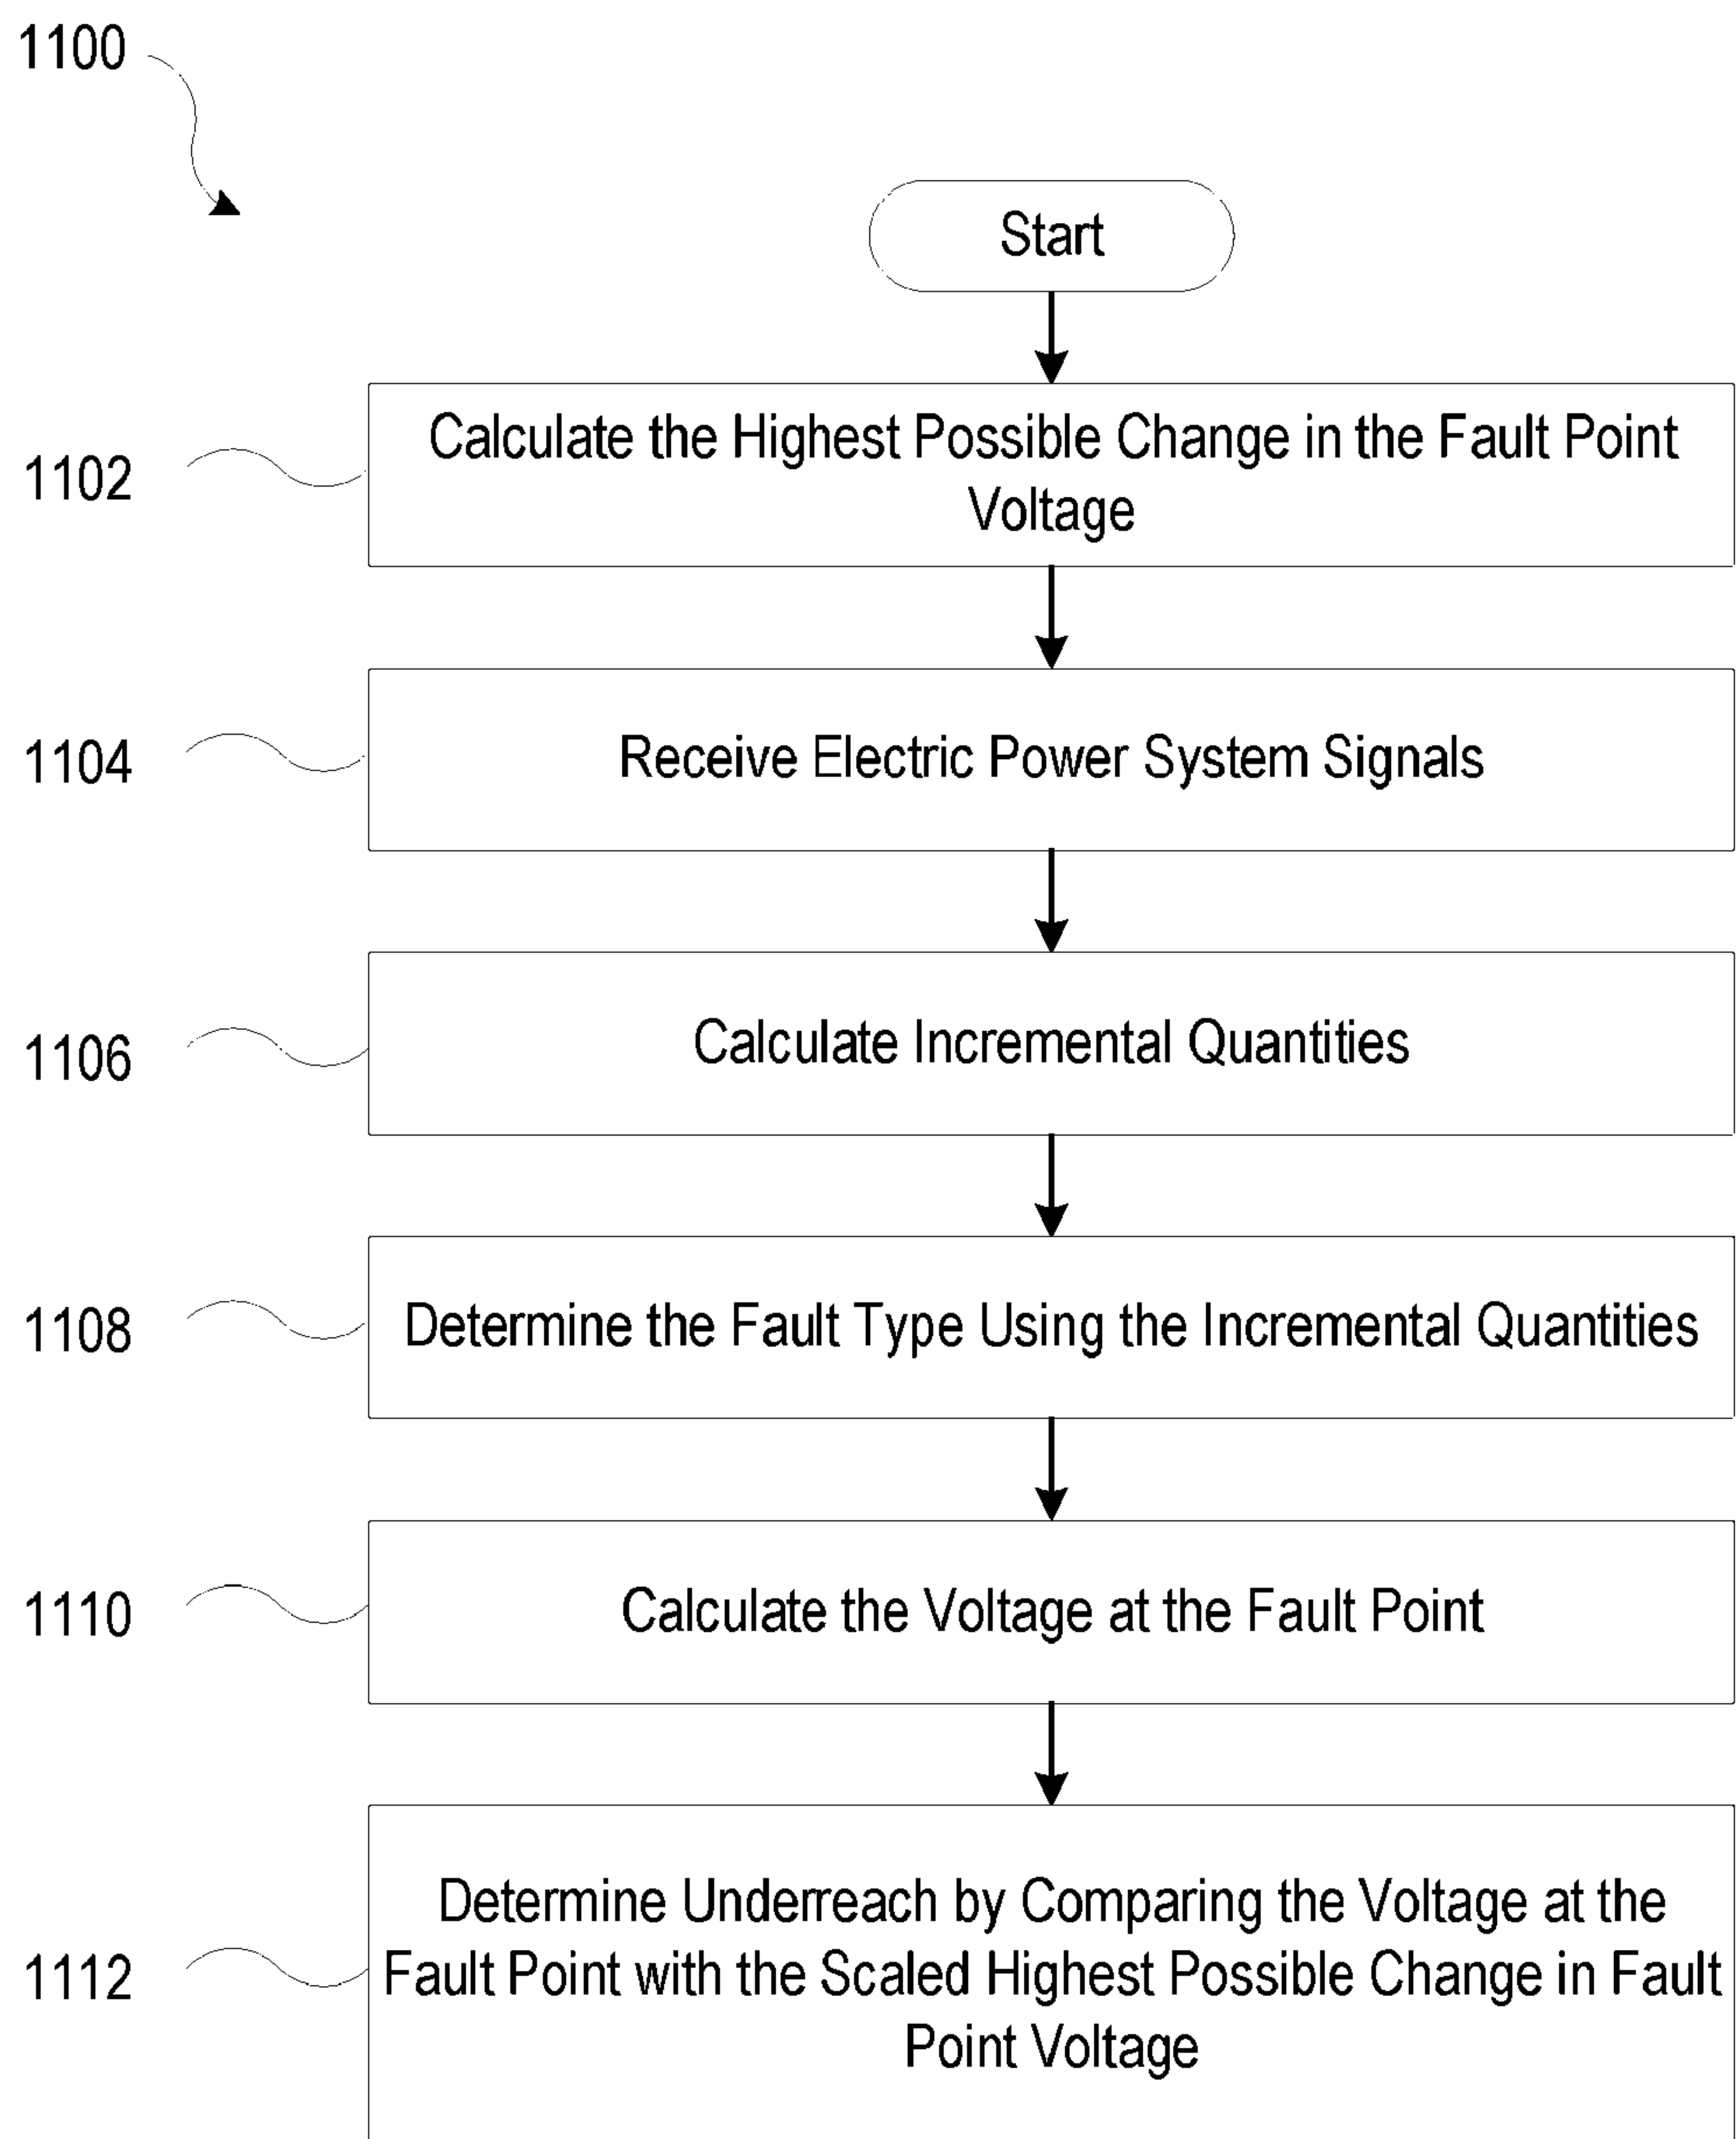 1100
Start
1102
Calculate the Highest Possible Change in the Fault Point
Voltage
1104
Receive Electric Power System Signals
1106
Calculate Incremental Quantities
1108
Determine the Fault Type Using the Incremental Quantities
1110
Calculate the Voltage at the Fault Point
1112
Determine Underreach by Comparing the Voltage at the
Fault Point with the Scaled Highest Possible Change in Fault
Point Voltage